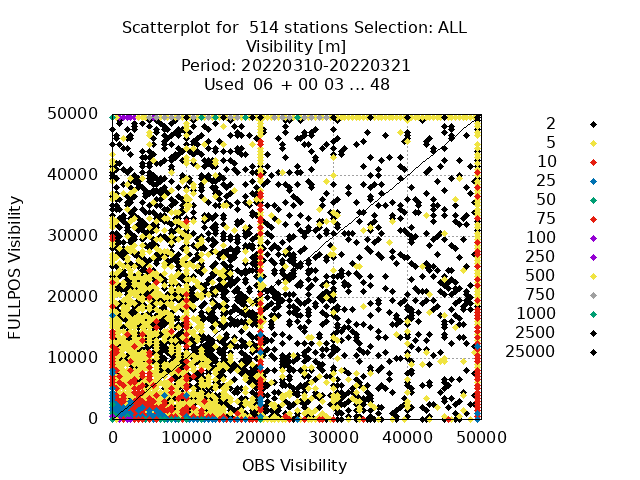 Scatterplot for 514 stations Selection: ALL
Visibility [m]
Period: 20220310-20220321
Used 06 + 00 03 ... 48
50000
40000
30000
20000
10000
0
FULLPOS Visibility
0 10000 20000 30000 40000 50000
OBS Visibility
2
5
10
25
50
75
100
250
500
750
1000
2500
25000